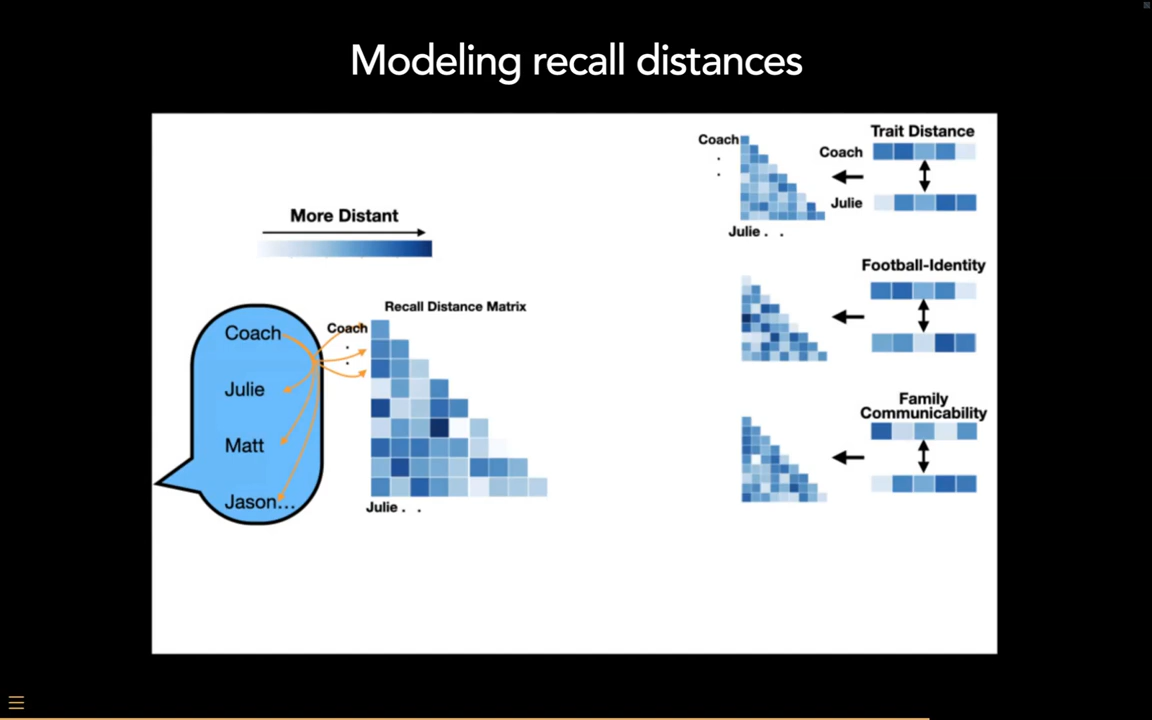 Modeling recall distances
More Distant
Coach
Julie
Matt
Jason...
Recall Distance Matrix
Coach
.
.
Julie . .
Coach
.
.
Julie . .
Trait Distance
Coach
Julie
Football-Identity
Family
Communicability